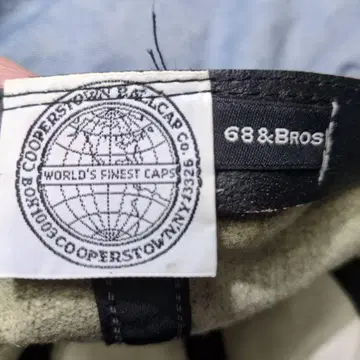 COOPERSTOWN BALLCAP CO.
WORLD'S FINEST CAPS
BOX 1003 COOPERSTOWN, NY 13326
68&BROS